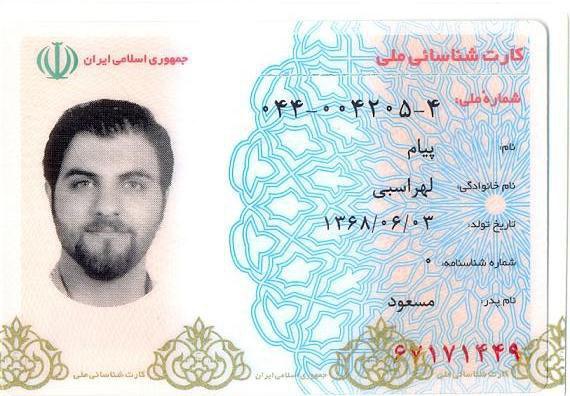 کارت شناسائی ملی
جمهوری اسلامی ایران
شماره ملی: ۰۴۴-۰۰۴۲۰۵-۴
نام: پیام
نام خانوادگی: لهراسبی
تاریخ تولد: ۱۳۶۸/۰۶/۰۳
شماره شناسنامه: ۰
نام پدر: مسعود
۶۷۱۷۱۴۴۹
کارت شناسائی ملی جمهوری اسلامی ایران کارت شناسائی ملی